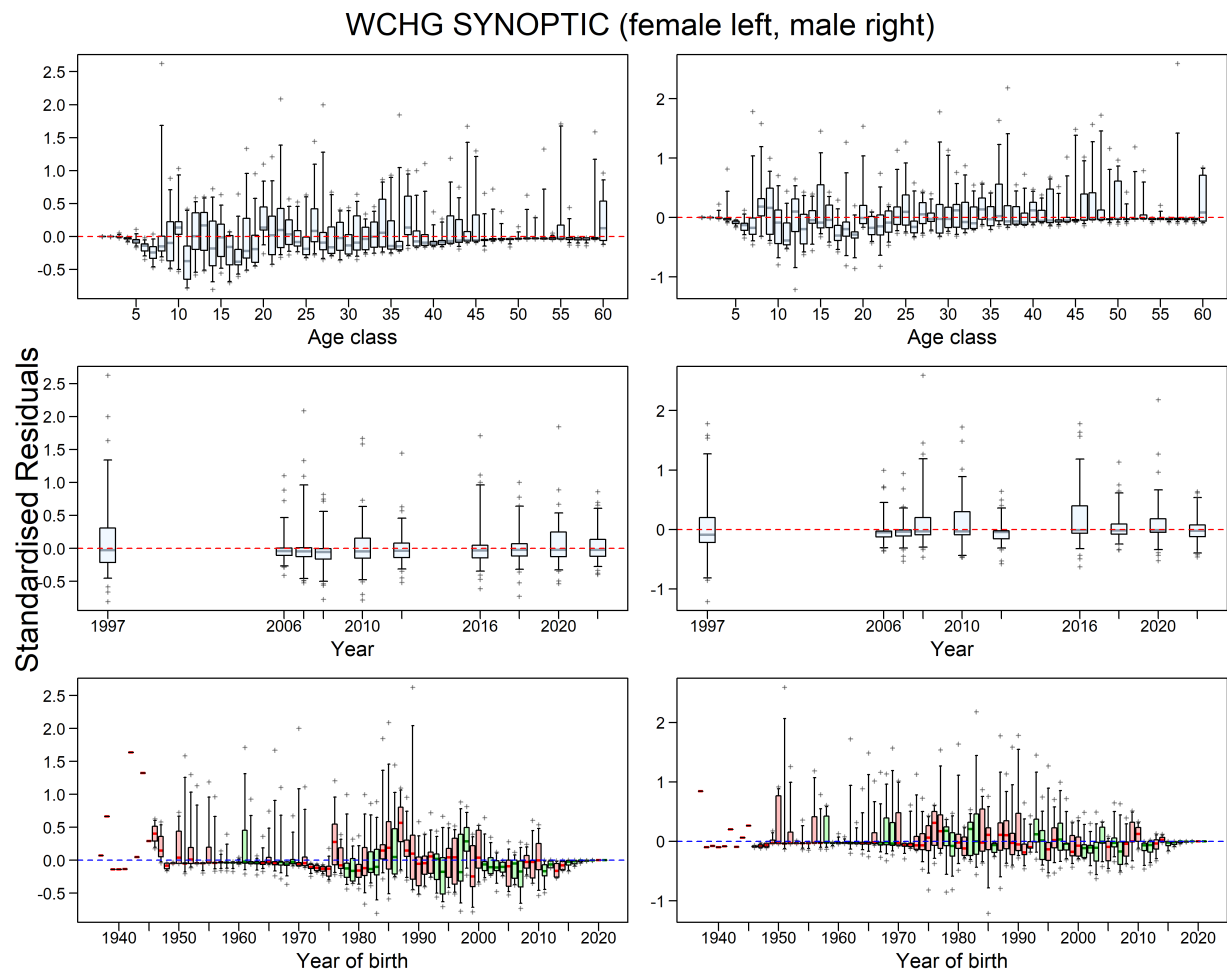 WCHG SYNOPTIC (female left, male right)
Standardised Residuals
2.5
2.0
1.5
1.0
0.5
0.0
-0.5
5 10 15 20 25 30 35 40 45 50 55 60
Age class
2
1
0
-1
5 10 15 20 25 30 35 40 45 50 55 60
Age class
2.5
2.0
1.5
1.0
0.5
0.0
-0.5
1997 2006 2010 2016 2020
Year
2
1
0
-1
1997 2006 2010 2016 2020
Year
2.5
2.0
1.5
1.0
0.5
0.0
-0.5
1940 1950 1960 1970 1980 1990 2000 2010 2020
Year of birth
2
1
0
-1
1940 1950 1960 1970 1980 1990 2000 2010 2020
Year of birth